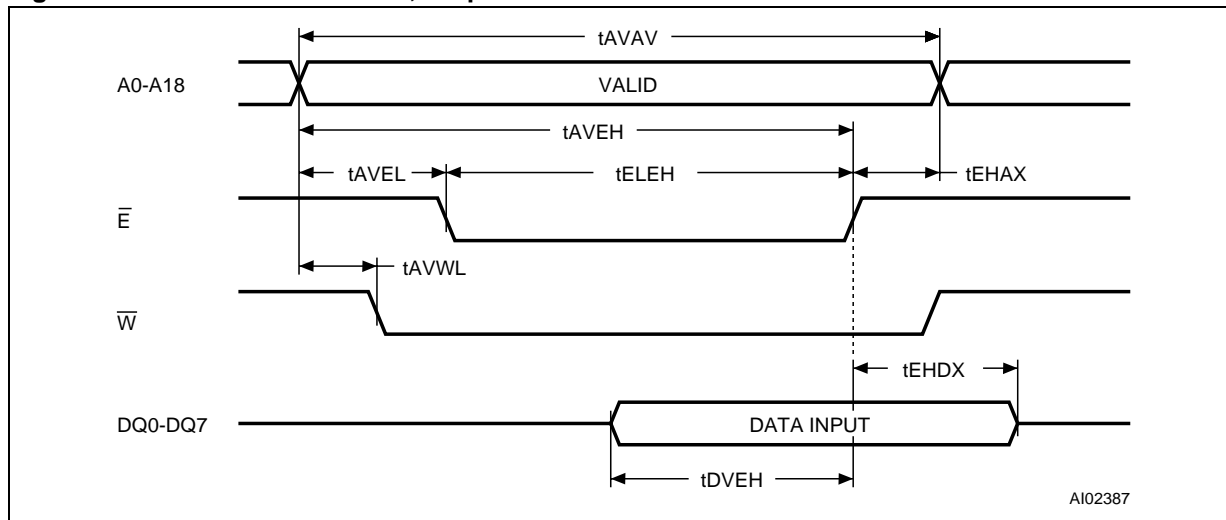 tAVAV
A0-A18
VALID
tAVEH
tAVEL
tELEH
tEHAX
E
tAVWL
W
tEHDX
DQ0-DQ7
DATA INPUT
tDVEH
AI02387